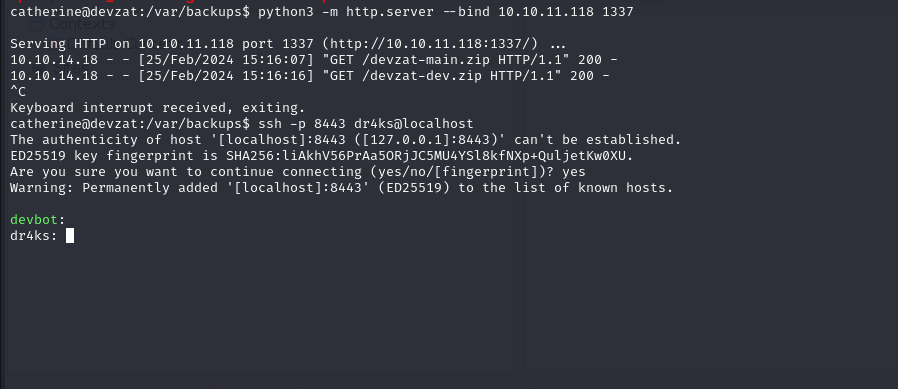 catherine@devzat:/var/backups$ python3 -m http.server --bind 10.10.11.118 1337
Serving HTTP on 10.10.11.118 port 1337 (http://10.10.11.118:1337/) ...
10.10.14.18 - - [25/Feb/2024 15:16:07] "GET /devzat-main.zip HTTP/1.1" 200 -
10.10.14.18 - - [25/Feb/2024 15:16:16] "GET /devzat-dev.zip HTTP/1.1" 200 -
^C
Keyboard interrupt received, exiting.
catherine@devzat:/var/backups$ ssh -p 8443 dr4ks@localhost
The authenticity of host '[localhost]:8443 ([127.0.0.1]:8443)' can't be established.
ED25519 key fingerprint is SHA256:liAkhV56PrAa5ORjJC5MU4YSl8kfNXp+QuljetKw0XU.
Are you sure you want to continue connecting (yes/no/[fingerprint])? yes
Warning: Permanently added '[localhost]:8443' (ED25519) to the list of known hosts.
devbot:
dr4ks: